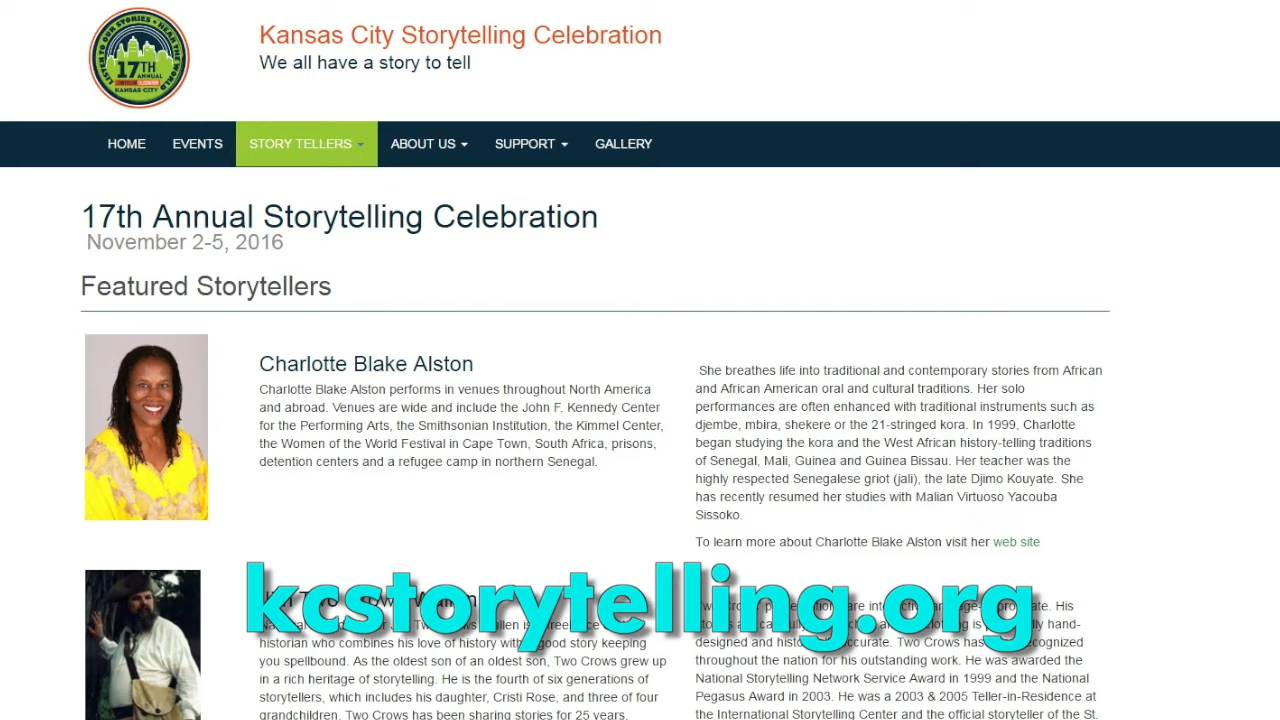 LISTEN TO OUR STORIES • HEAR THE WORLD
17TH
ANNUAL
KANSAS CITY
Kansas City Storytelling Celebration
We all have a story to tell
HOME EVENTS STORY TELLERS ABOUT US SUPPORT GALLERY
17th Annual Storytelling Celebration
November 2-5, 2016
Featured Storytellers
Charlotte Blake Alston
Charlotte Blake Alston performs in venues throughout North America
and abroad. Venues are wide and include the John F. Kennedy Center
for the Performing Arts, the Smithsonian Institution, the Kimmel Center,
the Women of the World Festival in Cape Town, South Africa, prisons,
detention centers and a refugee camp in northern Senegal.
She breathes life into traditional and contemporary stories from African
and African American oral and cultural traditions. Her solo
performances are often enhanced with traditional instruments such as
djembe, mbira, shekere or the 21-stringed kora. In 1999, Charlotte
began studying the kora and the West African history-telling traditions
of Senegal, Mali, Guinea and Guinea Bissau. Her teacher was the
highly respected Senegalese griot (jali), the late Djimo Kouyate. She
has recently resumed her studies with Malian Virtuoso Yacouba
Sissoko.
To learn more about Charlotte Blake Alston visit her web site
kcstorytelling.org
historian who combines his love of history with good story keeping
you spellbound. As the oldest son of an oldest son, Two Crows grew up
in a rich heritage of storytelling. He is the fourth of six generations of
storytellers, which includes his daughter, Cristi Rose, and three of four
grandchildren. Two Crows has been sharing stories for 25 years.
His
hand-
designed and accurate. Two Crows has recognized
throughout the nation for his outstanding work. He was awarded the
National Storytelling Network Service Award in 1999 and the National
Pegasus Award in 2003. He was a 2003 & 2005 Teller-in-Residence at
the International Storytelling Center and the official storyteller of the St.